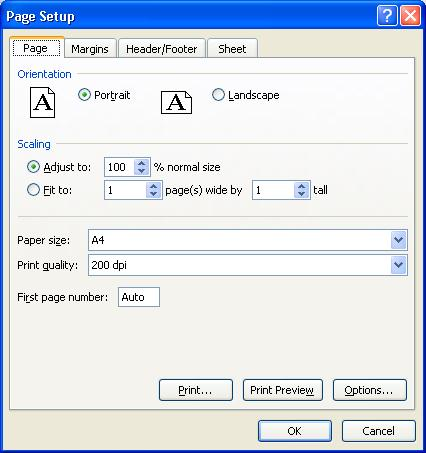 Page Setup
Page Margins Header/Footer Sheet
Orientation
A Portrait A Landscape
Scaling
Adjust to: 100 % normal size
Fit to: 1 page(s) wide by 1 tall
Paper size: A4
Print quality: 200 dpi
First page number: Auto
Print... Print Preview Options...
OK Cancel